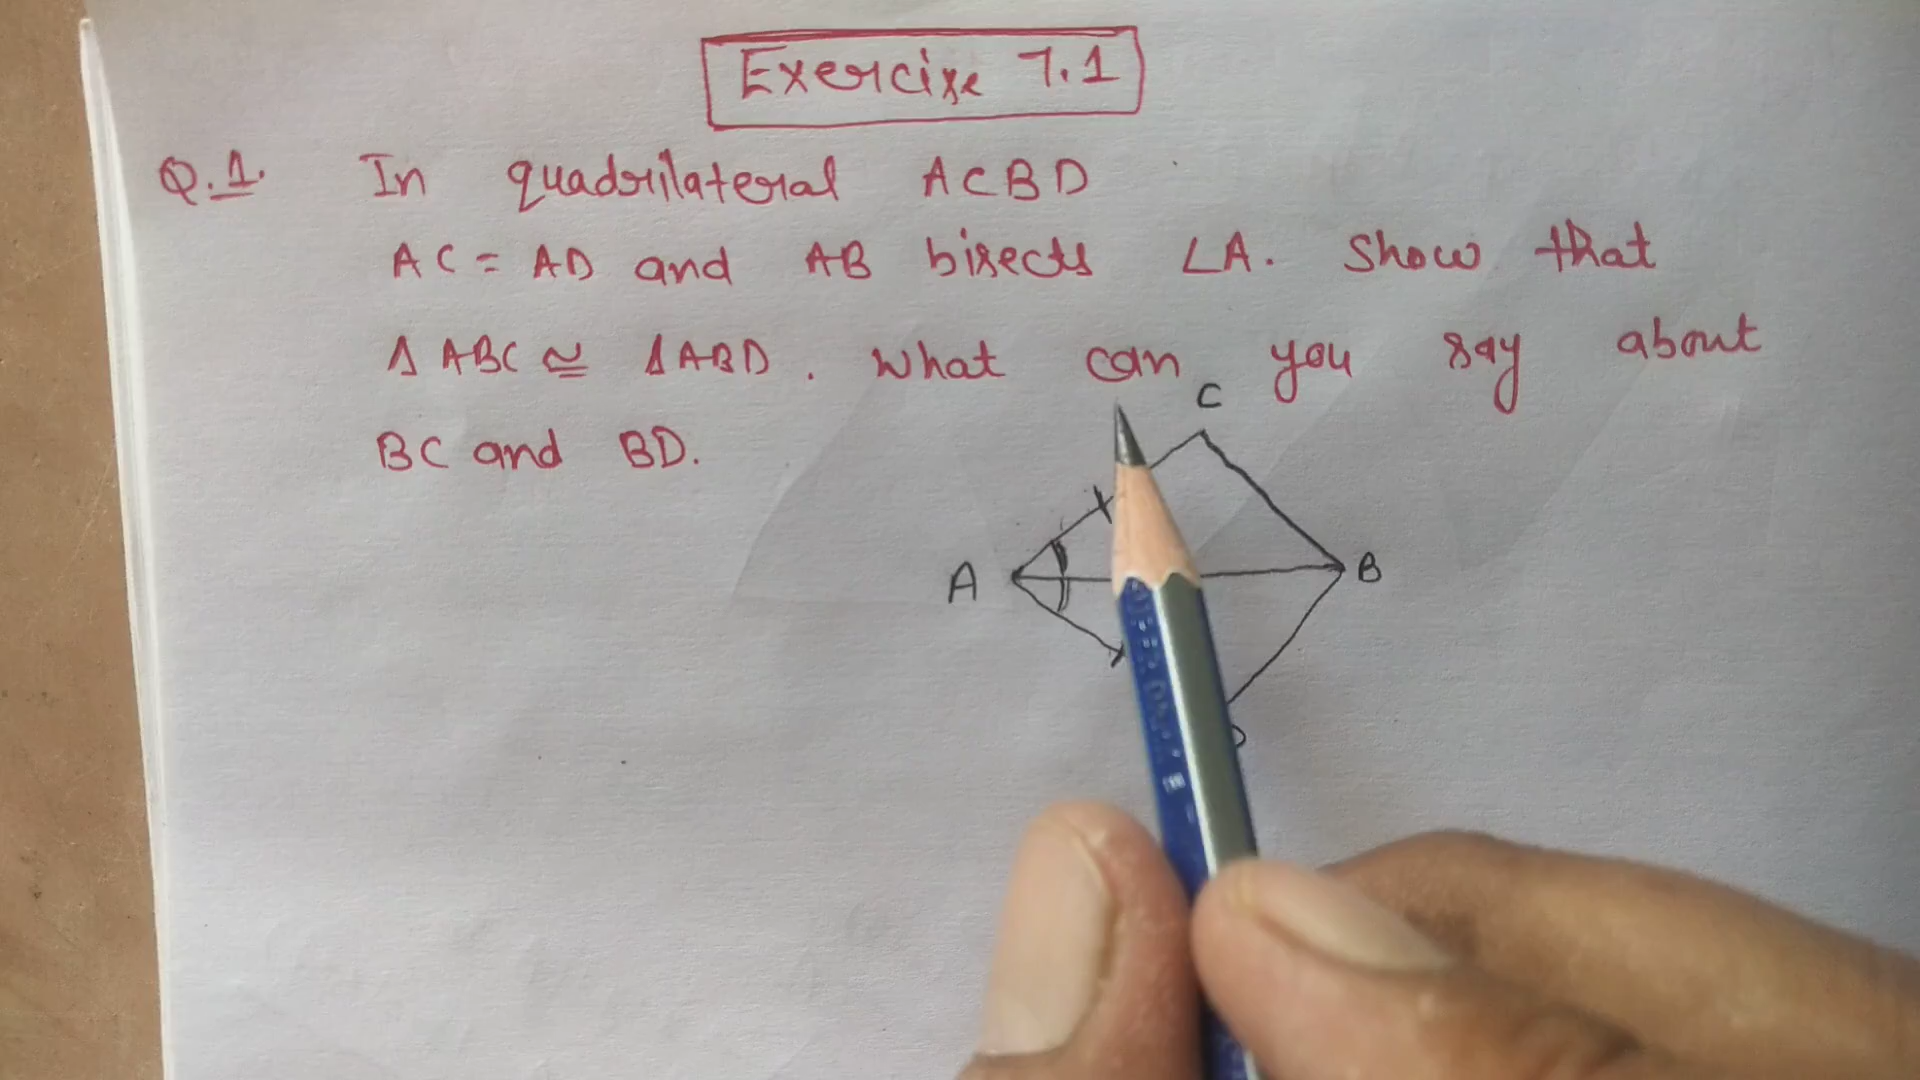 Exercise 7.1
Q.1. In quadrilateral ACBD
AC = AD and AB bisects ∠A. Show that
Δ ABC ≅ ΔABD. What can you say about
BC and BD.
C
A
B